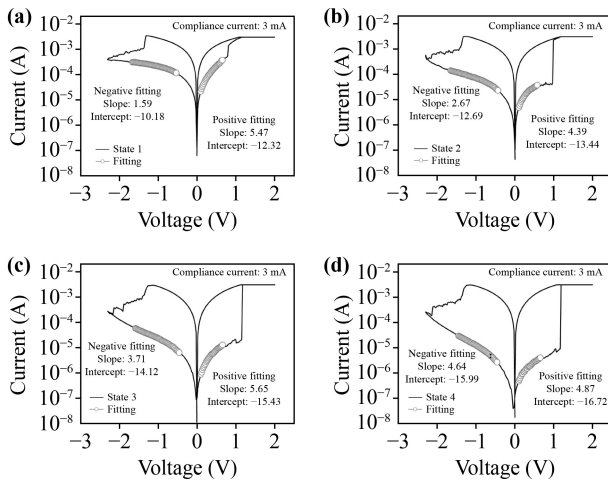 (a)
Compliance current: 3 mA
Negative fitting
Slope: 1.59
Intercept: −10.18
Positive fitting
Slope: 5.47
Intercept: −12.32
State 1
Fitting
10⁻² 10⁻³ 10⁻⁴ 10⁻⁵ 10⁻⁶ 10⁻⁷ 10⁻⁸
Current (A)
−3 −2 −1 0 1 2
Voltage (V)
(b)
Compliance current: 3 mA
Negative fitting
Slope: 2.67
Intercept: −12.69
Positive fitting
Slope: 4.39
Intercept: −13.44
State 2
Fitting
10⁻² 10⁻³ 10⁻⁴ 10⁻⁵ 10⁻⁶ 10⁻⁷ 10⁻⁸
Current (A)
−3 −2 −1 0 1 2
Voltage (V)
(c)
Compliance current: 3 mA
Negative fitting
Slope: 3.71
Intercept: −14.12
Positive fitting
Slope: 5.65
Intercept: −15.43
State 3
Fitting
10⁻² 10⁻³ 10⁻⁴ 10⁻⁵ 10⁻⁶ 10⁻⁷ 10⁻⁸
Current (A)
−3 −2 −1 0 1 2
Voltage (V)
(d)
Compliance current: 3 mA
Negative fitting
Slope: 4.64
Intercept: −15.99
Positive fitting
Slope: 4.87
Intercept: −16.72
State 4
Fitting
10⁻² 10⁻³ 10⁻⁴ 10⁻⁵ 10⁻⁶ 10⁻⁷ 10⁻⁸
Current (A)
−3 −2 −1 0 1 2
Voltage (V)